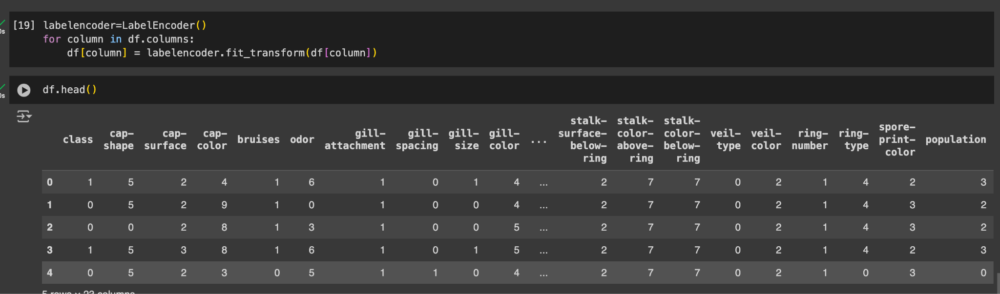 [19] labelencoder=LabelEncoder()
for column in df.columns:
    df[column] = labelencoder.fit_transform(df[column])
0s
df.head()
0s
class cap-shape cap-surface cap-color bruises odor gill-attachment gill-spacing gill-size gill-color ... stalk-surface-below-ring stalk-color-above-ring stalk-color-below-ring veil-type veil-color ring-number ring-type spore-print-color population
0 1 5 2 4 1 6 1 0 1 4 ... 2 7 7 0 2 1 4 2 3
1 0 5 2 9 1 0 1 0 0 4 ... 2 7 7 0 2 1 4 3 2
2 0 0 2 8 1 3 1 0 0 5 ... 2 7 7 0 2 1 4 3 2
3 1 5 3 8 1 6 1 0 1 5 ... 2 7 7 0 2 1 4 2 3
4 0 5 2 3 0 5 1 1 0 4 ... 2 7 7 0 2 1 0 3 0
5 rows × 23 columns